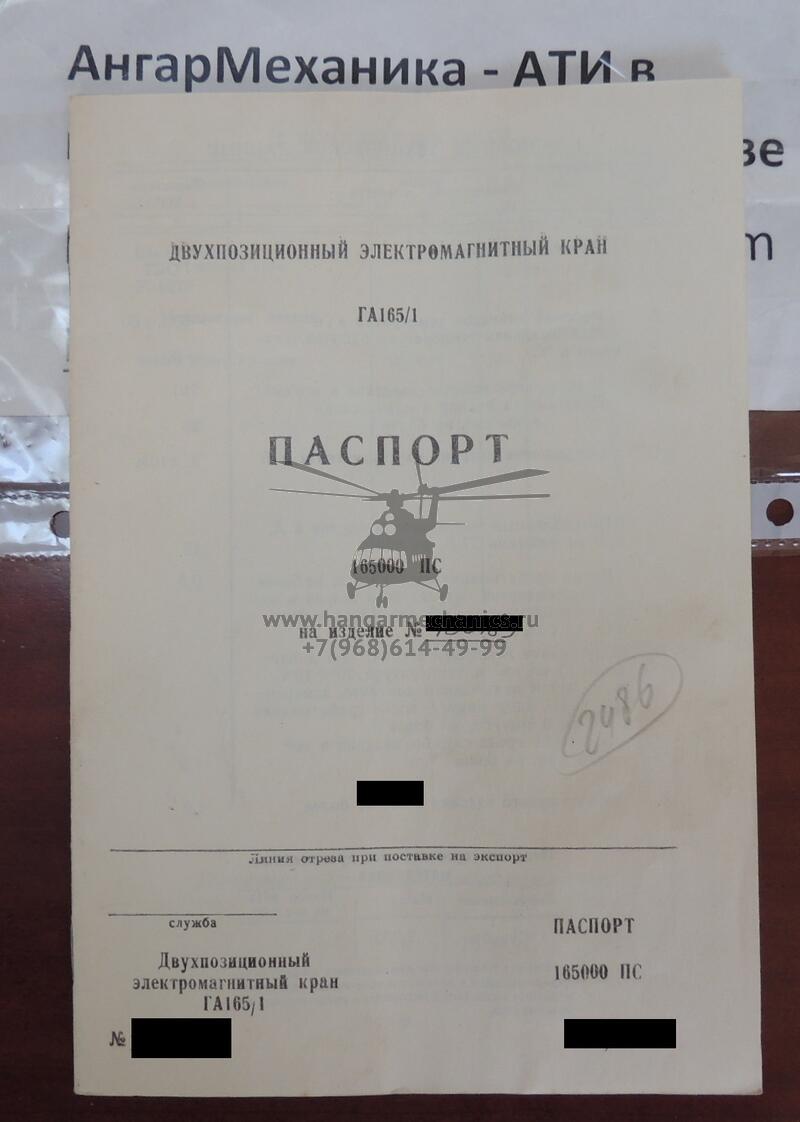 АнгарМеханика - АТИ в
зе
m
ДВУХПОЗИЦИОННЫЙ ЭЛЕКТРОМАГНИТНЫЙ КРАН
ГА165/1
ПАСПОРТ
165000 ПС
www.hangarmechanics.ru
на изделие №
+7(968)614-49-99
2486
Линия отреза при поставке на экспорт
служба
ПАСПОРТ
Двухпозиционный
165000 ПС
электромагнитный кран
ГА165/1
№